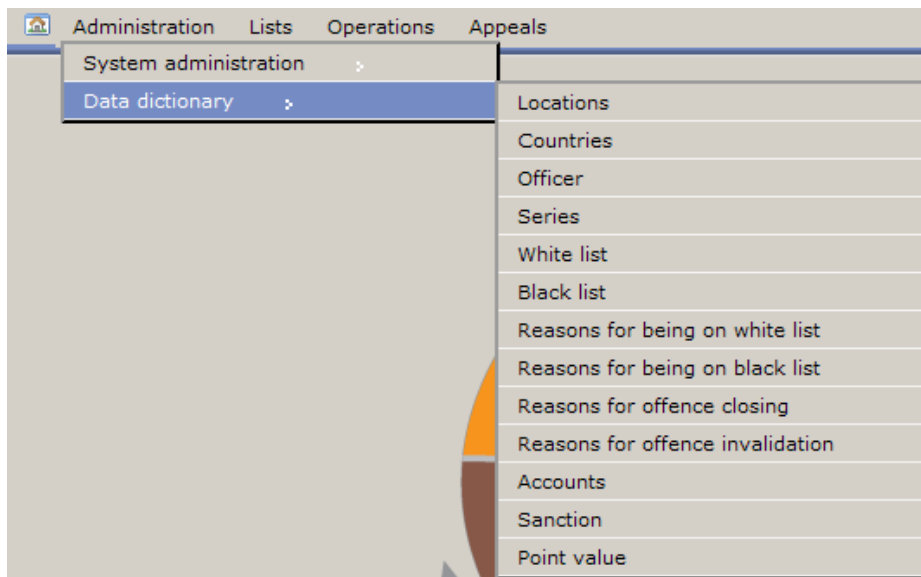 Administration Lists Operations Appeals
System administration
Data dictionary
Locations
Countries
Officer
Series
White list
Black list
Reasons for being on white list
Reasons for being on black list
Reasons for offence closing
Reasons for offence invalidation
Accounts
Sanction
Point value